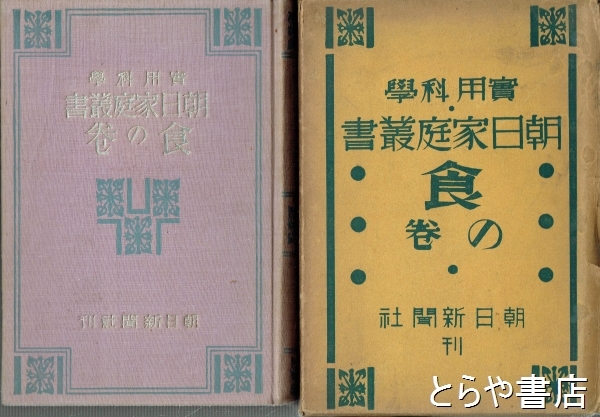 實用科學
朝日家庭叢書
食の卷
朝日新聞社刊
實用科學
朝日家庭叢書
食
の卷
朝日新聞社
刊
とらや書店